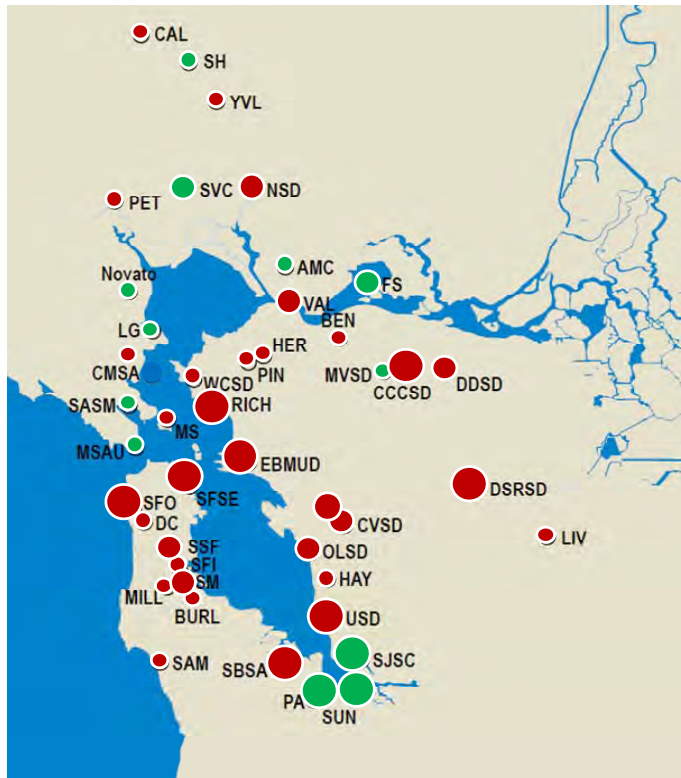 CAL
SH
YVL
SVC
NSD
PET
AMC
Novato
FS
VAL
LG
BEN
HER
CMSA
PIN
WCSD
MVSD
CCCSD
DDSD
SASM
RICH
MS
MSAU
EBMUD
SFSE
DSRSD
SFO
DC
CVSD
LIV
SSF
OLSD
SFI
HAY
SM
MILL
BURL
USD
SAM
SBSA
SJSC
PA
SUN